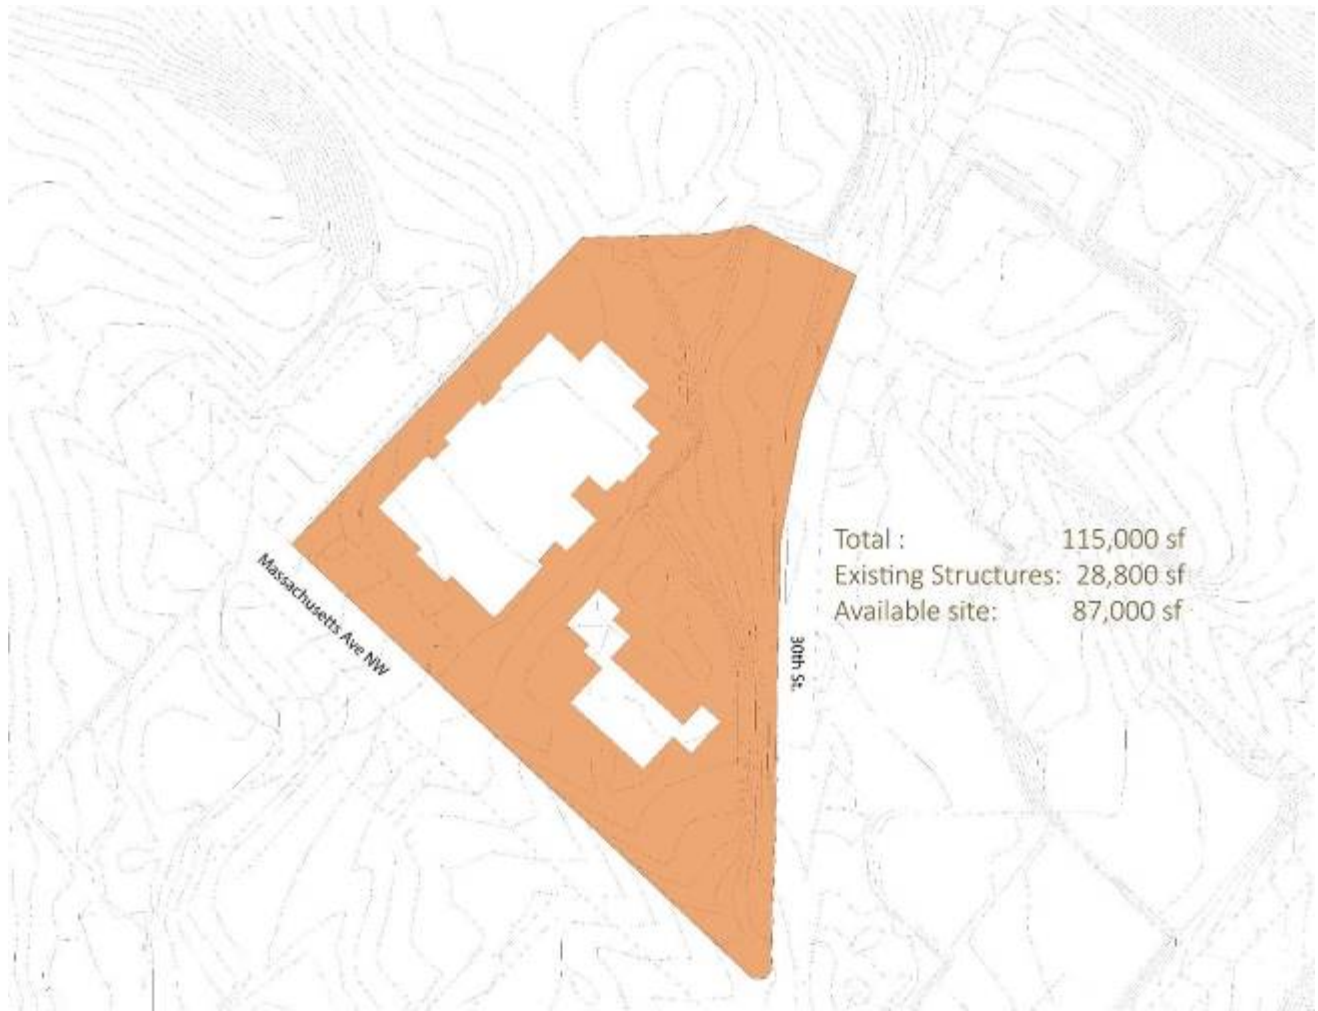 Total : 115,000 sf
Existing Structures: 28,800 sf
Available site: 87,000 sf
Massachusetts Ave NW
30th St.